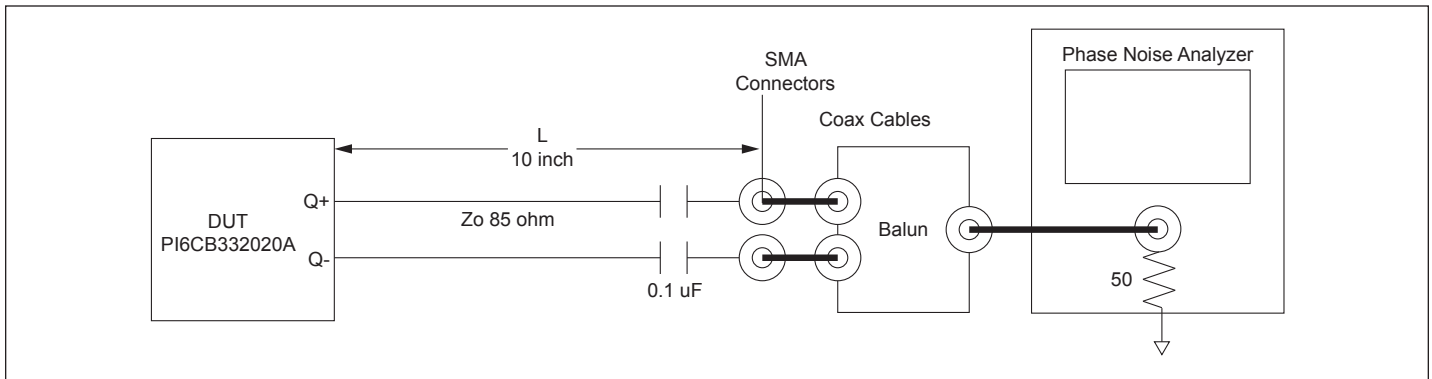 Phase Noise Analyzer
SMA
Connectors
Coax Cables
L
10 inch
DUT
PI6CB332020A
Q+
Q-
Zo 85 ohm
0.1 uF
Balun
50